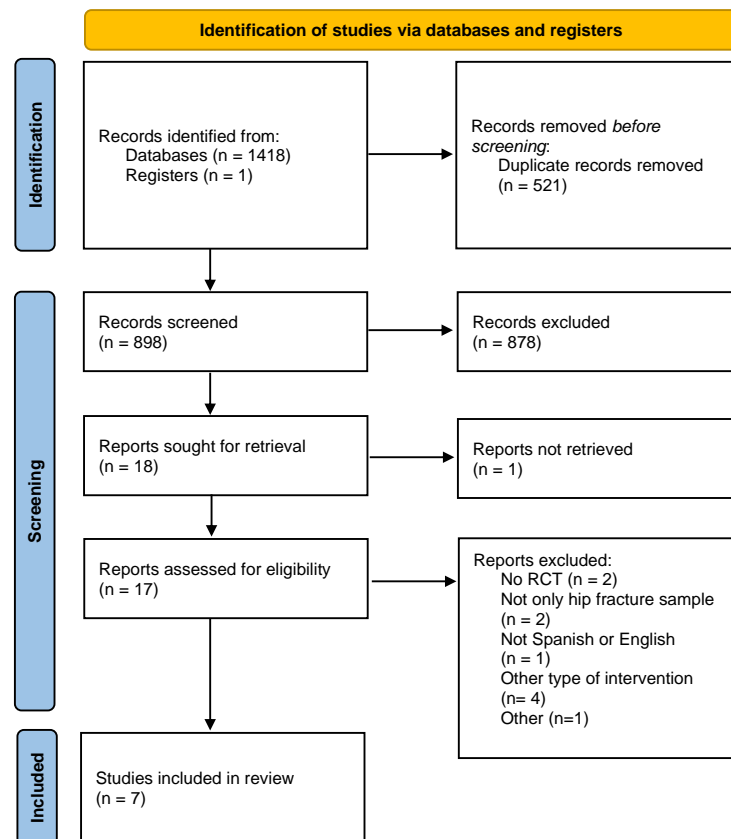 Identification of studies via databases and registers
Identification
Records identified from:
Databases (n = 1418)
Registers (n = 1)
Records removed before
screening:
Duplicate records removed
(n = 521)
Screening
Records screened
(n = 898)
Records excluded
(n = 878)
Reports sought for retrieval
(n = 18)
Reports not retrieved
(n = 1)
Reports assessed for eligibility
(n = 17)
Reports excluded:
No RCT (n = 2)
Not only hip fracture sample
(n = 2)
Not Spanish or English
(n = 1)
Other type of intervention
(n= 4)
Other (n=1)
Included
Studies included in review
(n = 7)